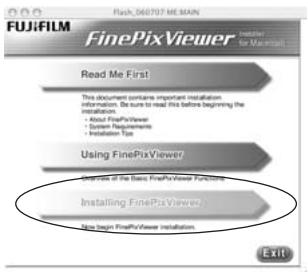 Flash_060707-ME:MAIN
FUJIFILM
FinePixViewer
Installer
for Macintosh
Read Me First
This document contains important installation
information. Be sure to read this before beginning the
installation.
- About FinePixViewer
- System Requirements
- Installation Tips
Using FinePixViewer
Overview of the Basic FinePixViewer Functions.
Installing FinePixViewer
Now begin FinePixViewer installation.
Exit